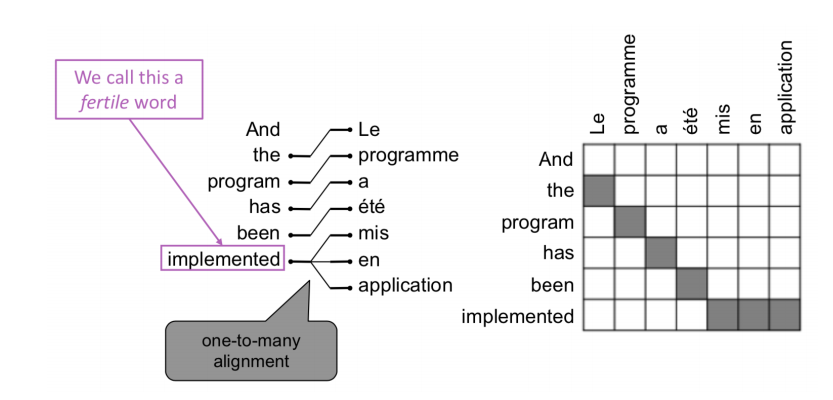 We call this a
fertile word
And
the
program
has
been
implemented
Le
programme
a
été
mis
en
application
one-to-many
alignment
Le
programme
a
été
mis
en
application
And
the
program
has
been
implemented